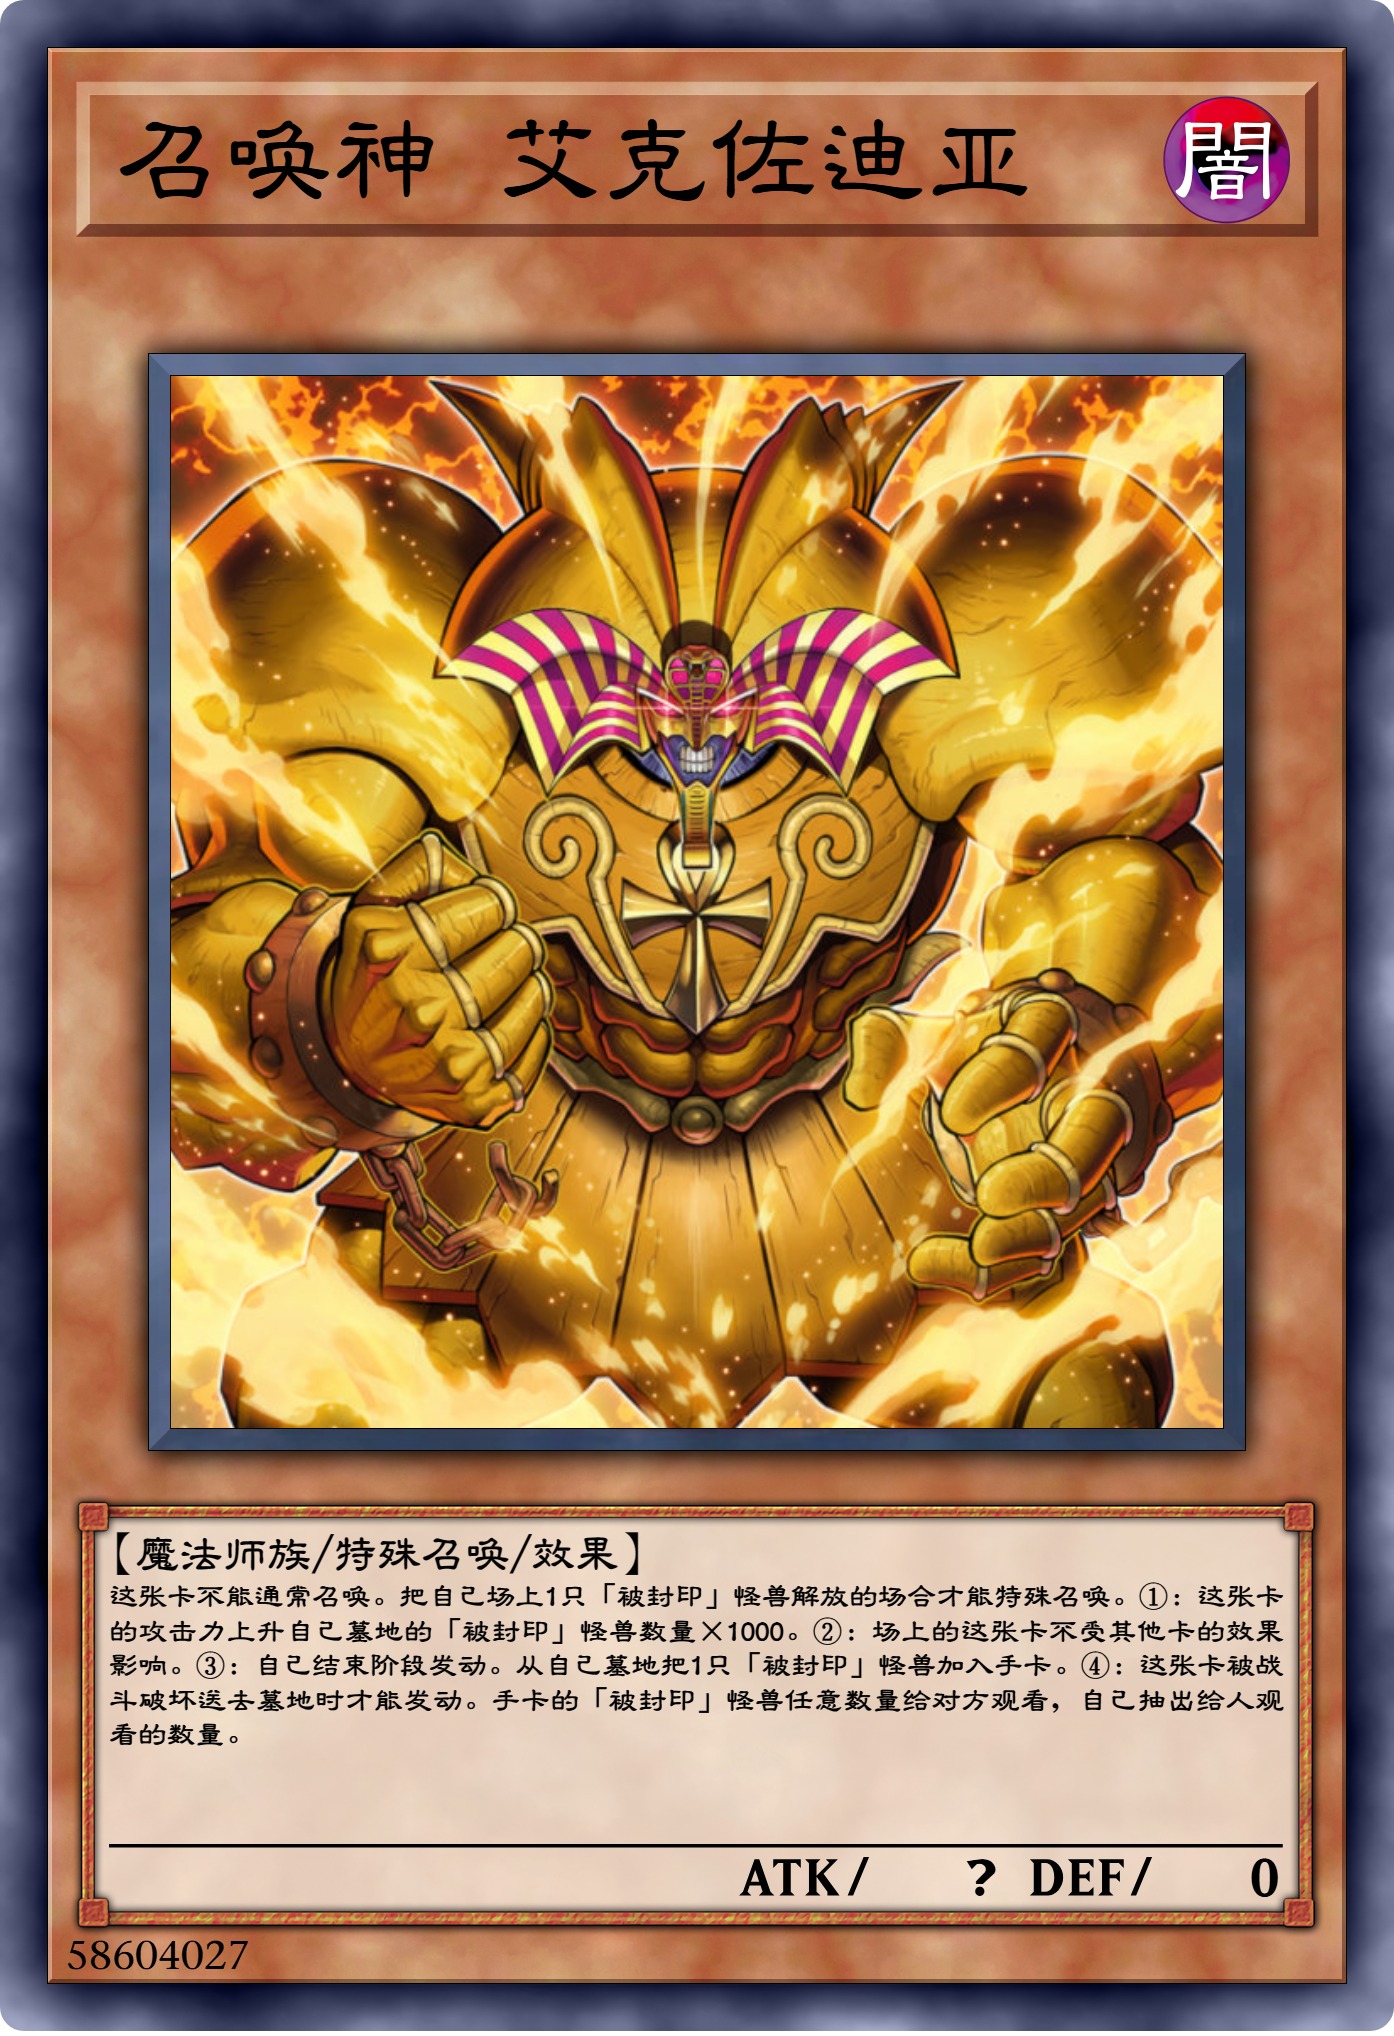 召唤神 艾克佐迪亚
闇
【魔法师族/特殊召唤/效果】
这张卡不能通常召唤。把自己场上1只「被封印」怪兽解放的场合才能特殊召唤。①：这张卡
的攻击力上升自己墓地的「被封印」怪兽数量×1000。②：场上的这张卡不受其他卡的效果
影响。③：自己结束阶段发动。从自己墓地把1只「被封印」怪兽加入手卡。④：这张卡被战
斗破坏送去墓地时才能发动。手卡的「被封印」怪兽任意数量给对方观看，自己抽出给人观
看的数量。
ATK/ ? DEF/ 0
58604027